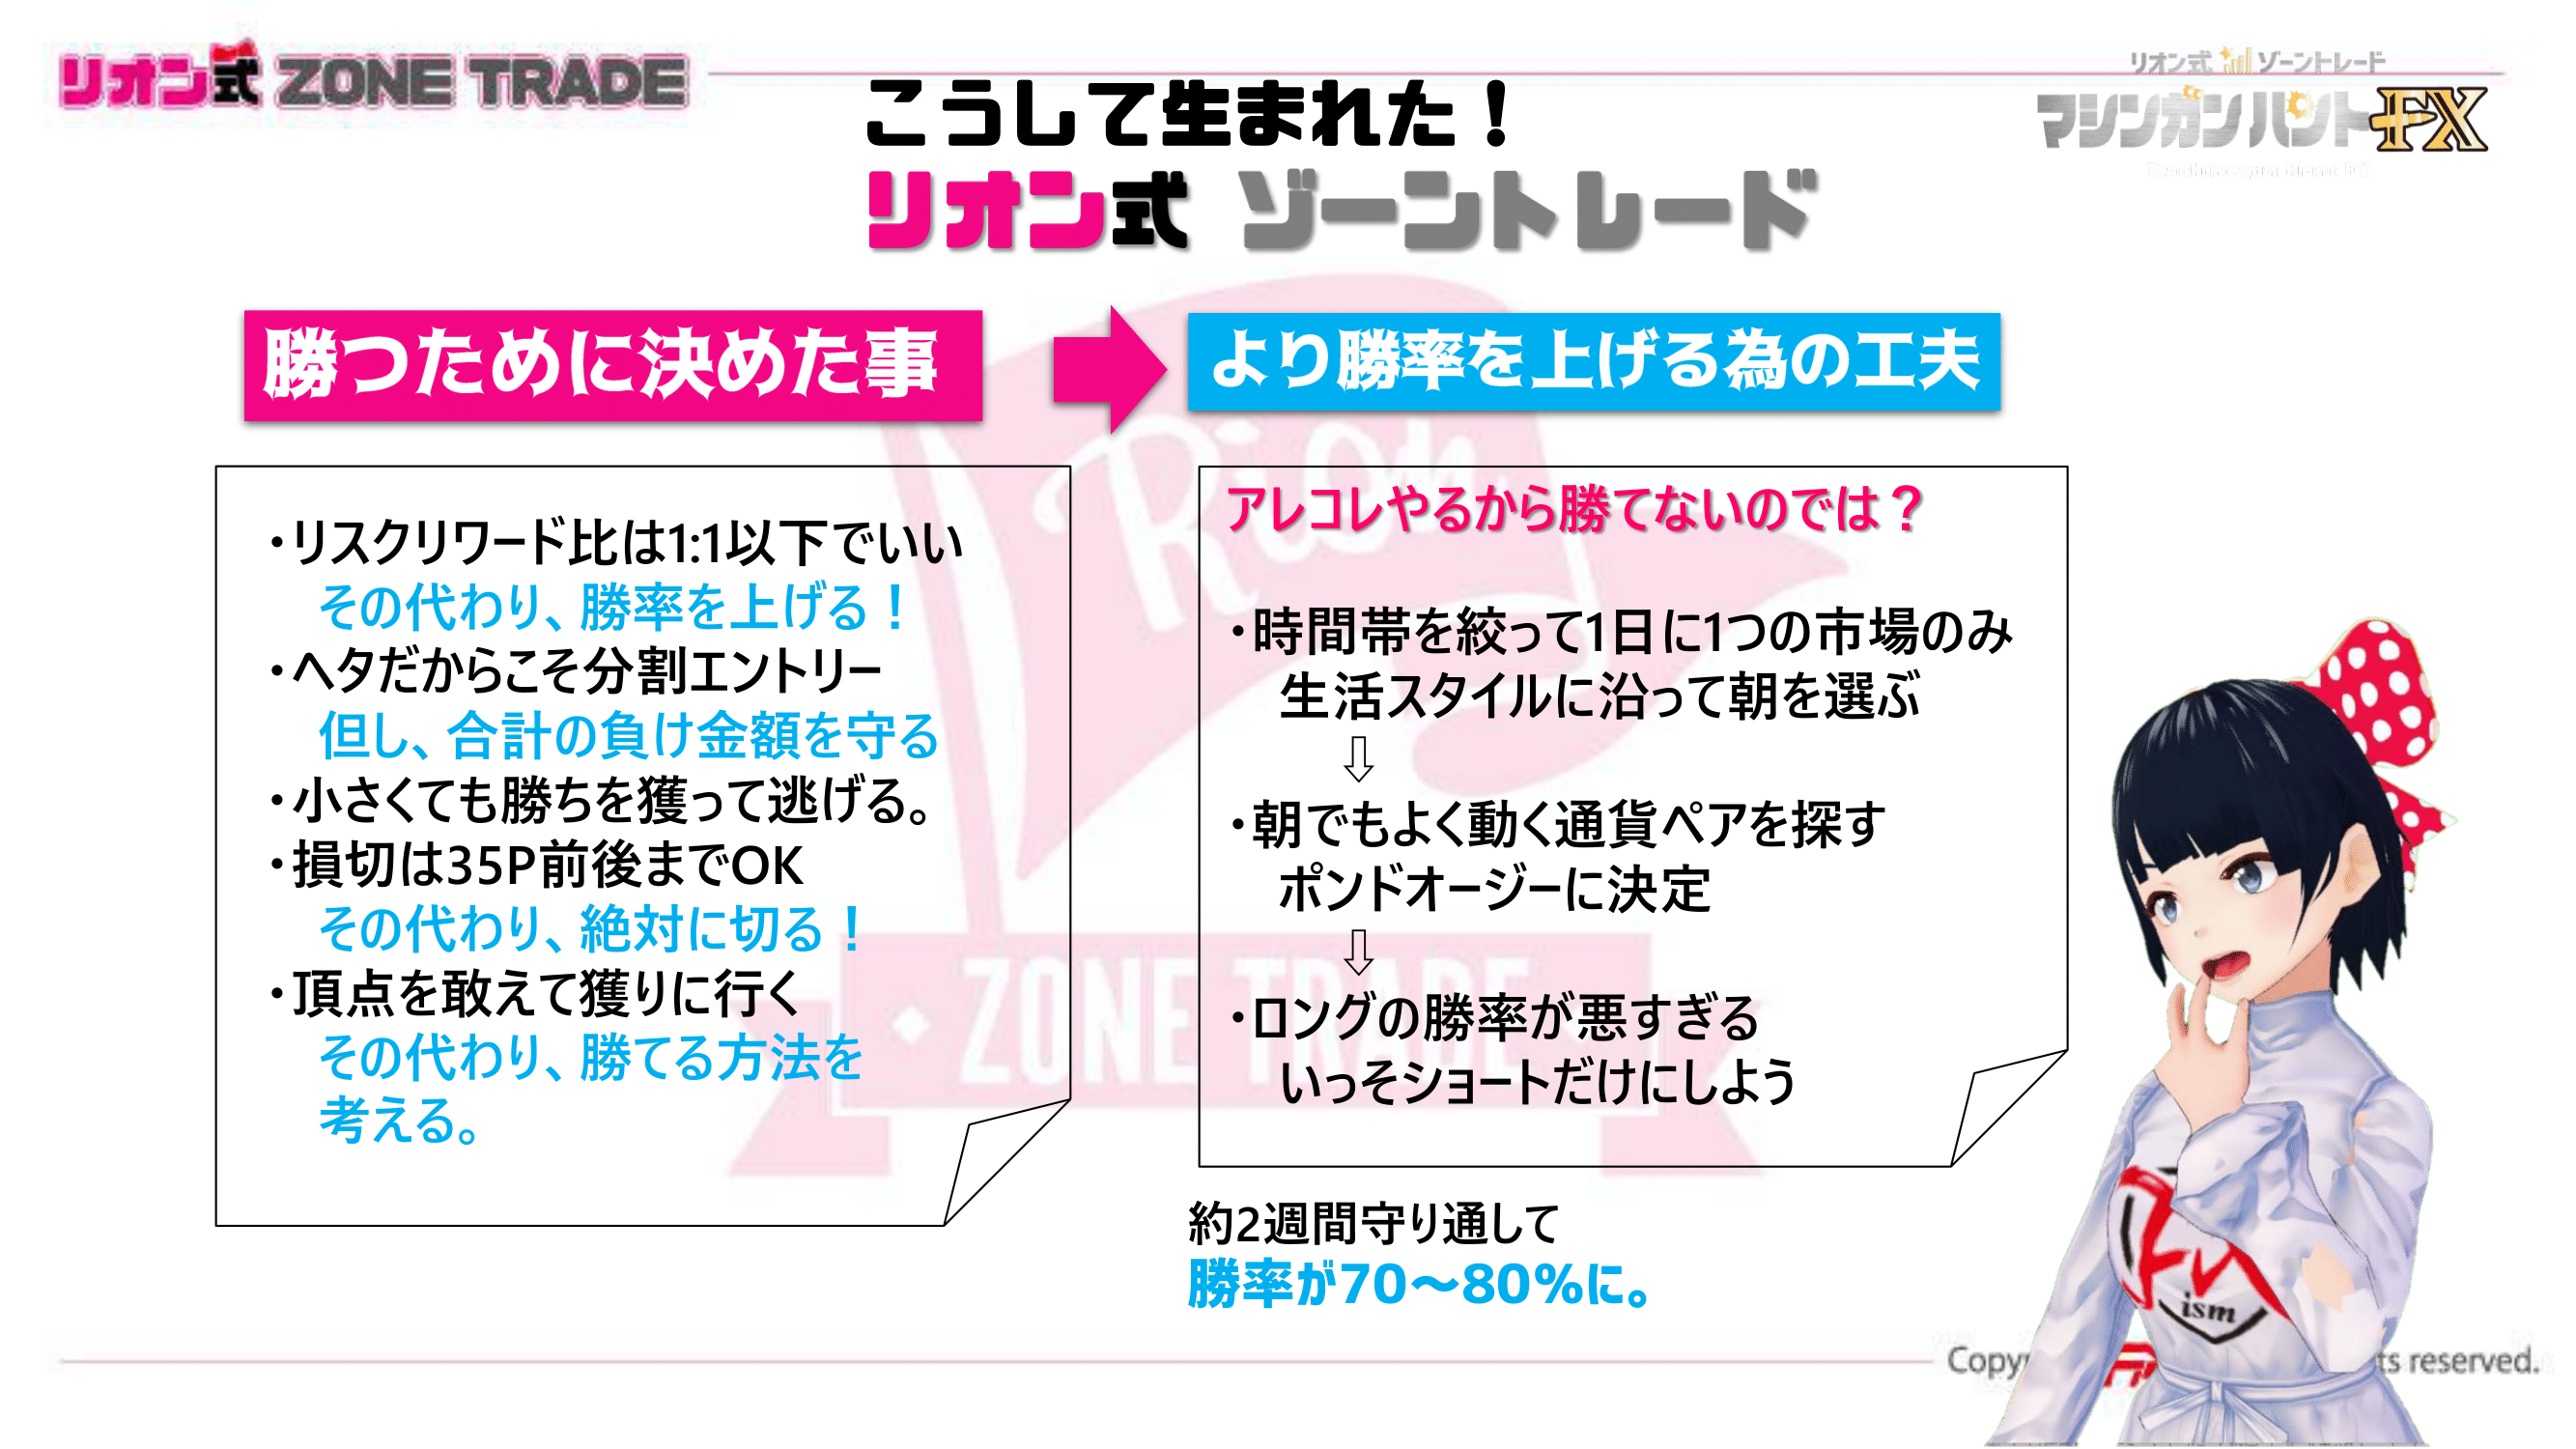 リオン式 ZONE TRADE
リオン式 ゾーントレード
マシンガンハントFX
こうして生まれた！
リオン式 ゾーントレード
勝つために決めた事
より勝率を上げる為の工夫
・リスクリワード比は1:1以下でいい
その代わり、勝率を上げる！
・ヘタだからこそ分割エントリー
但し、合計の負け金額を守る
・小さくても勝ちを獲って逃げる。
・損切は35P前後までOK
その代わり、絶対に切る！
・頂点を敢えて獲りに行く
その代わり、勝てる方法を
考える。
アレコレやるから勝てないのでは？
・時間帯を絞って1日に1つの市場のみ
生活スタイルに沿って朝を選ぶ
⇩
・朝でもよく動く通貨ペアを探す
ポンドオージーに決定
⇩
・ロングの勝率が悪すぎる
いっそショートだけにしよう
約2週間守り通して
勝率が70～80%に。
Rion
ZONE TRADE
ism
reserved.